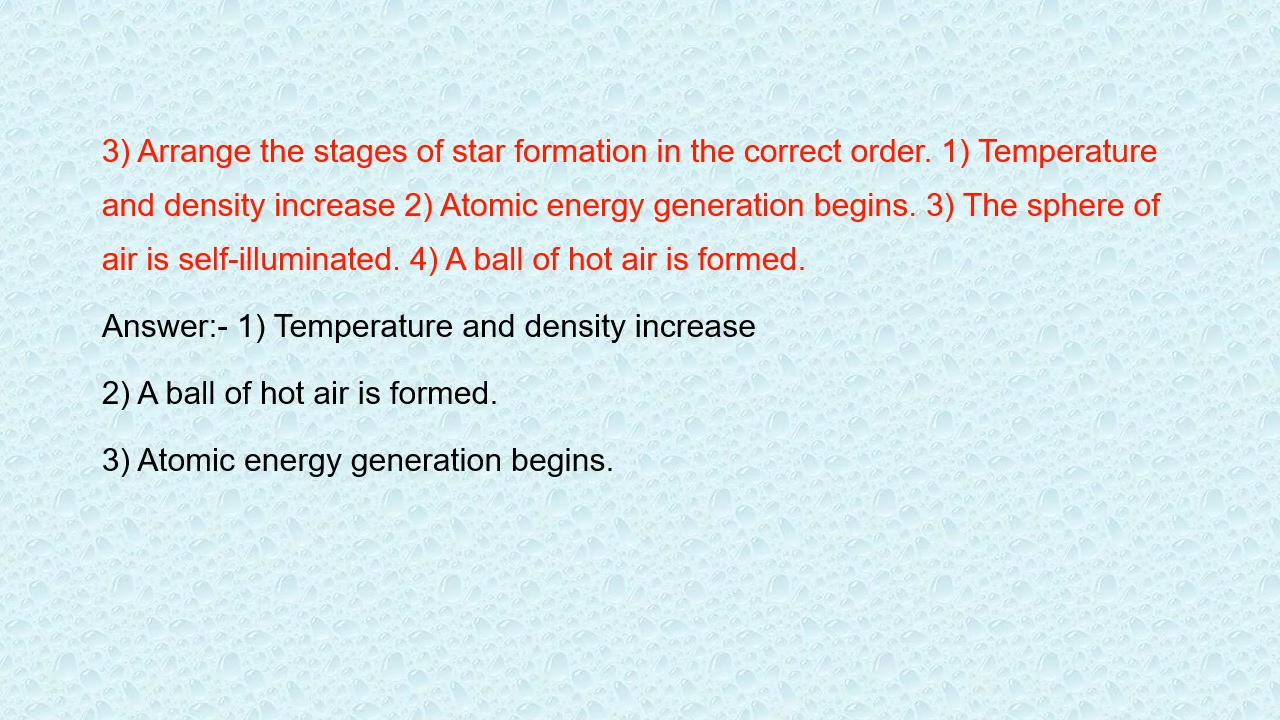 3) Arrange the stages of star formation in the correct order. 1) Temperature
and density increase 2) Atomic energy generation begins. 3) The sphere of
air is self-illuminated. 4) A ball of hot air is formed.
Answer:- 1) Temperature and density increase
2) A ball of hot air is formed.
3) Atomic energy generation begins.